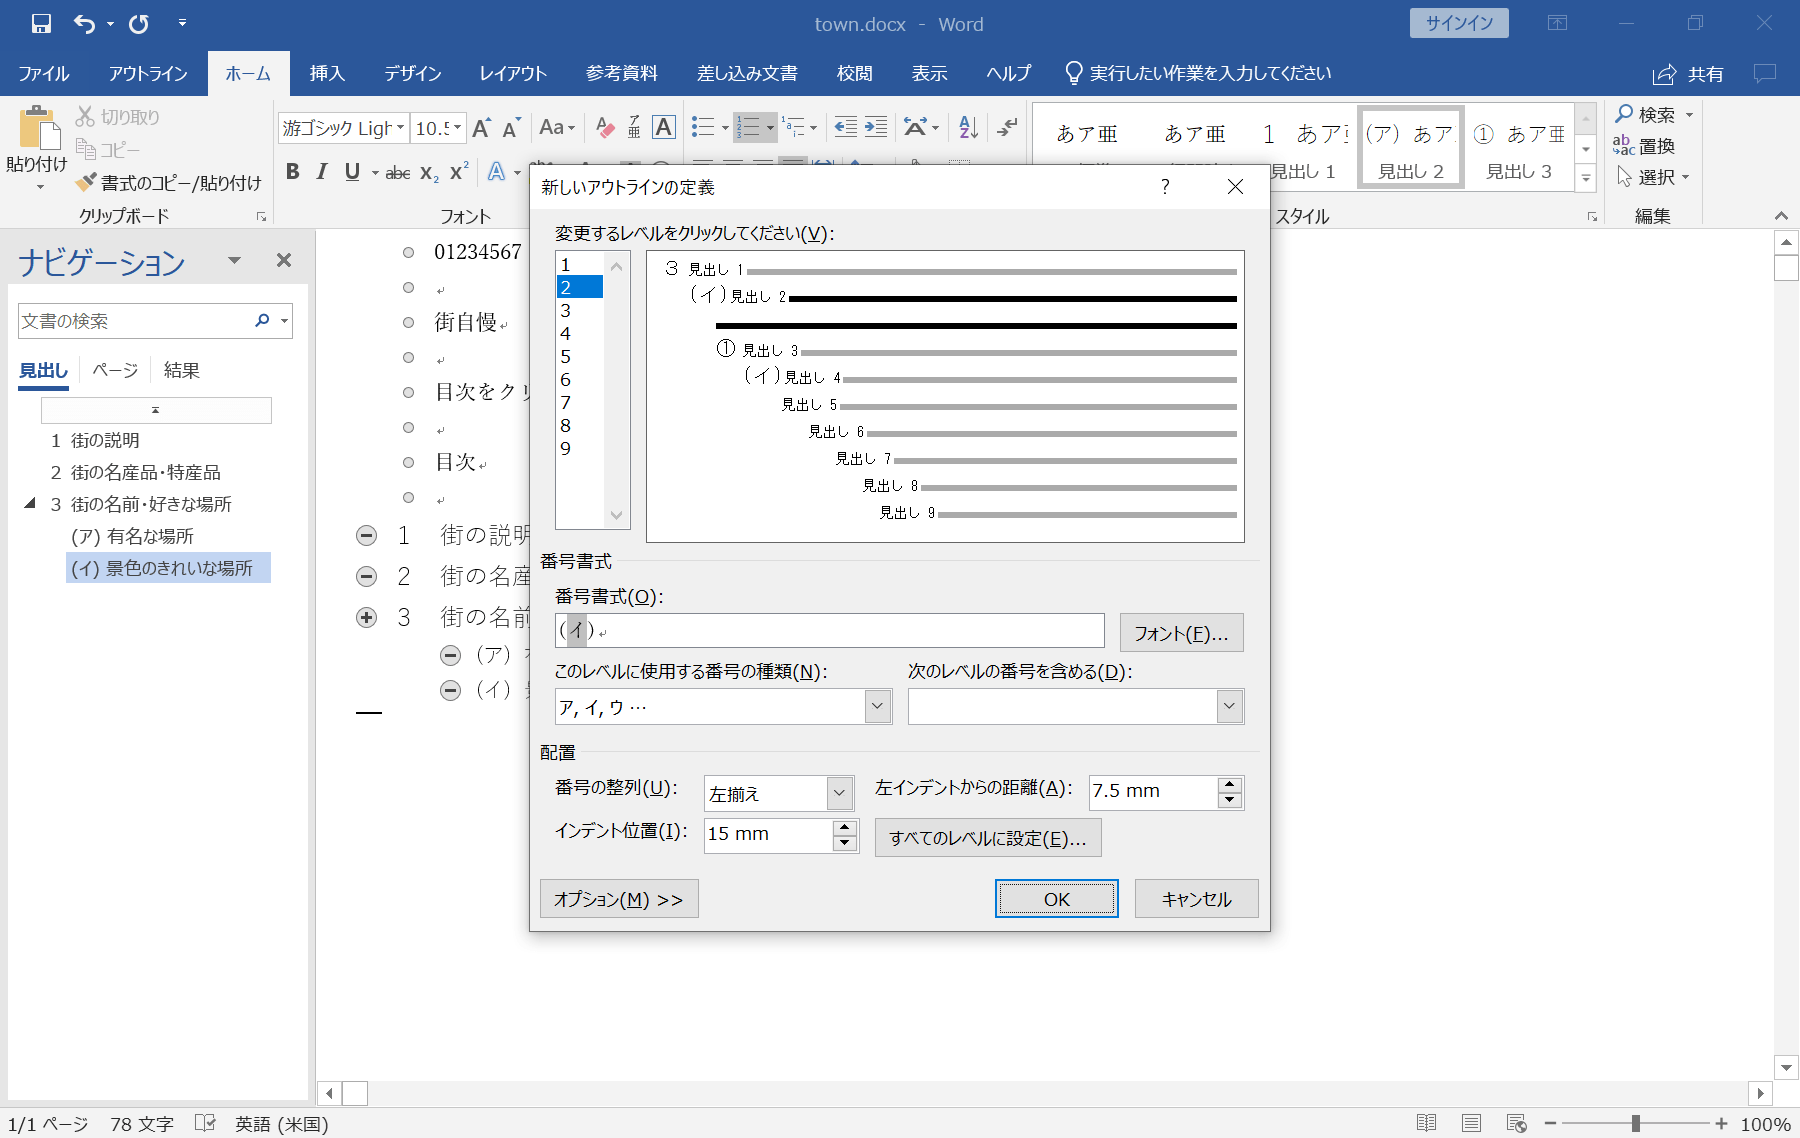 town.docx - Word
サインイン
ファイル アウトライン ホーム 挿入 デザイン レイアウト 参考資料 差し込み文書 校閲 表示 ヘルプ 実行したい作業を入力してください 共有
貼り付け
切り取り
コピー
書式のコピー/貼り付け
クリップボード
游ゴシック Ligh 10.5
Aa
B I U abc X₂ X² A
フォント
あア亜 あア亜 1 あア亜 (ア) あア ① あア亜
見出し 1 見出し 2 見出し 3
スタイル
検索
置換
選択
編集
ナビゲーション
文書の検索
見出し ページ 結果
1 街の説明
2 街の名産品・特産品
3 街の名前・好きな場所
(ア) 有名な場所
(イ) 景色のきれいな場所
01234567
街自慢
目次をクリ
目次
1 街の説明
2 街の名産
3 街の名前
(ア)
(イ)
新しいアウトラインの定義
?
変更するレベルをクリックしてください(V):
1
2
3
4
5
6
7
8
9
3 見出し 1
(イ) 見出し 2
① 見出し 3
(イ) 見出し 4
見出し 5
見出し 6
見出し 7
見出し 8
見出し 9
番号書式
番号書式(O):
(イ)
フォント(F)...
このレベルに使用する番号の種類(N):
次のレベルの番号を含める(D):
ア, イ, ウ …
配置
番号の整列(U):
左揃え
左インデントからの距離(A):
7.5 mm
インデント位置(I):
15 mm
すべてのレベルに設定(E)...
オプション(M) >>
OK
キャンセル
1/1 ページ 78 文字 英語 (米国)
100%